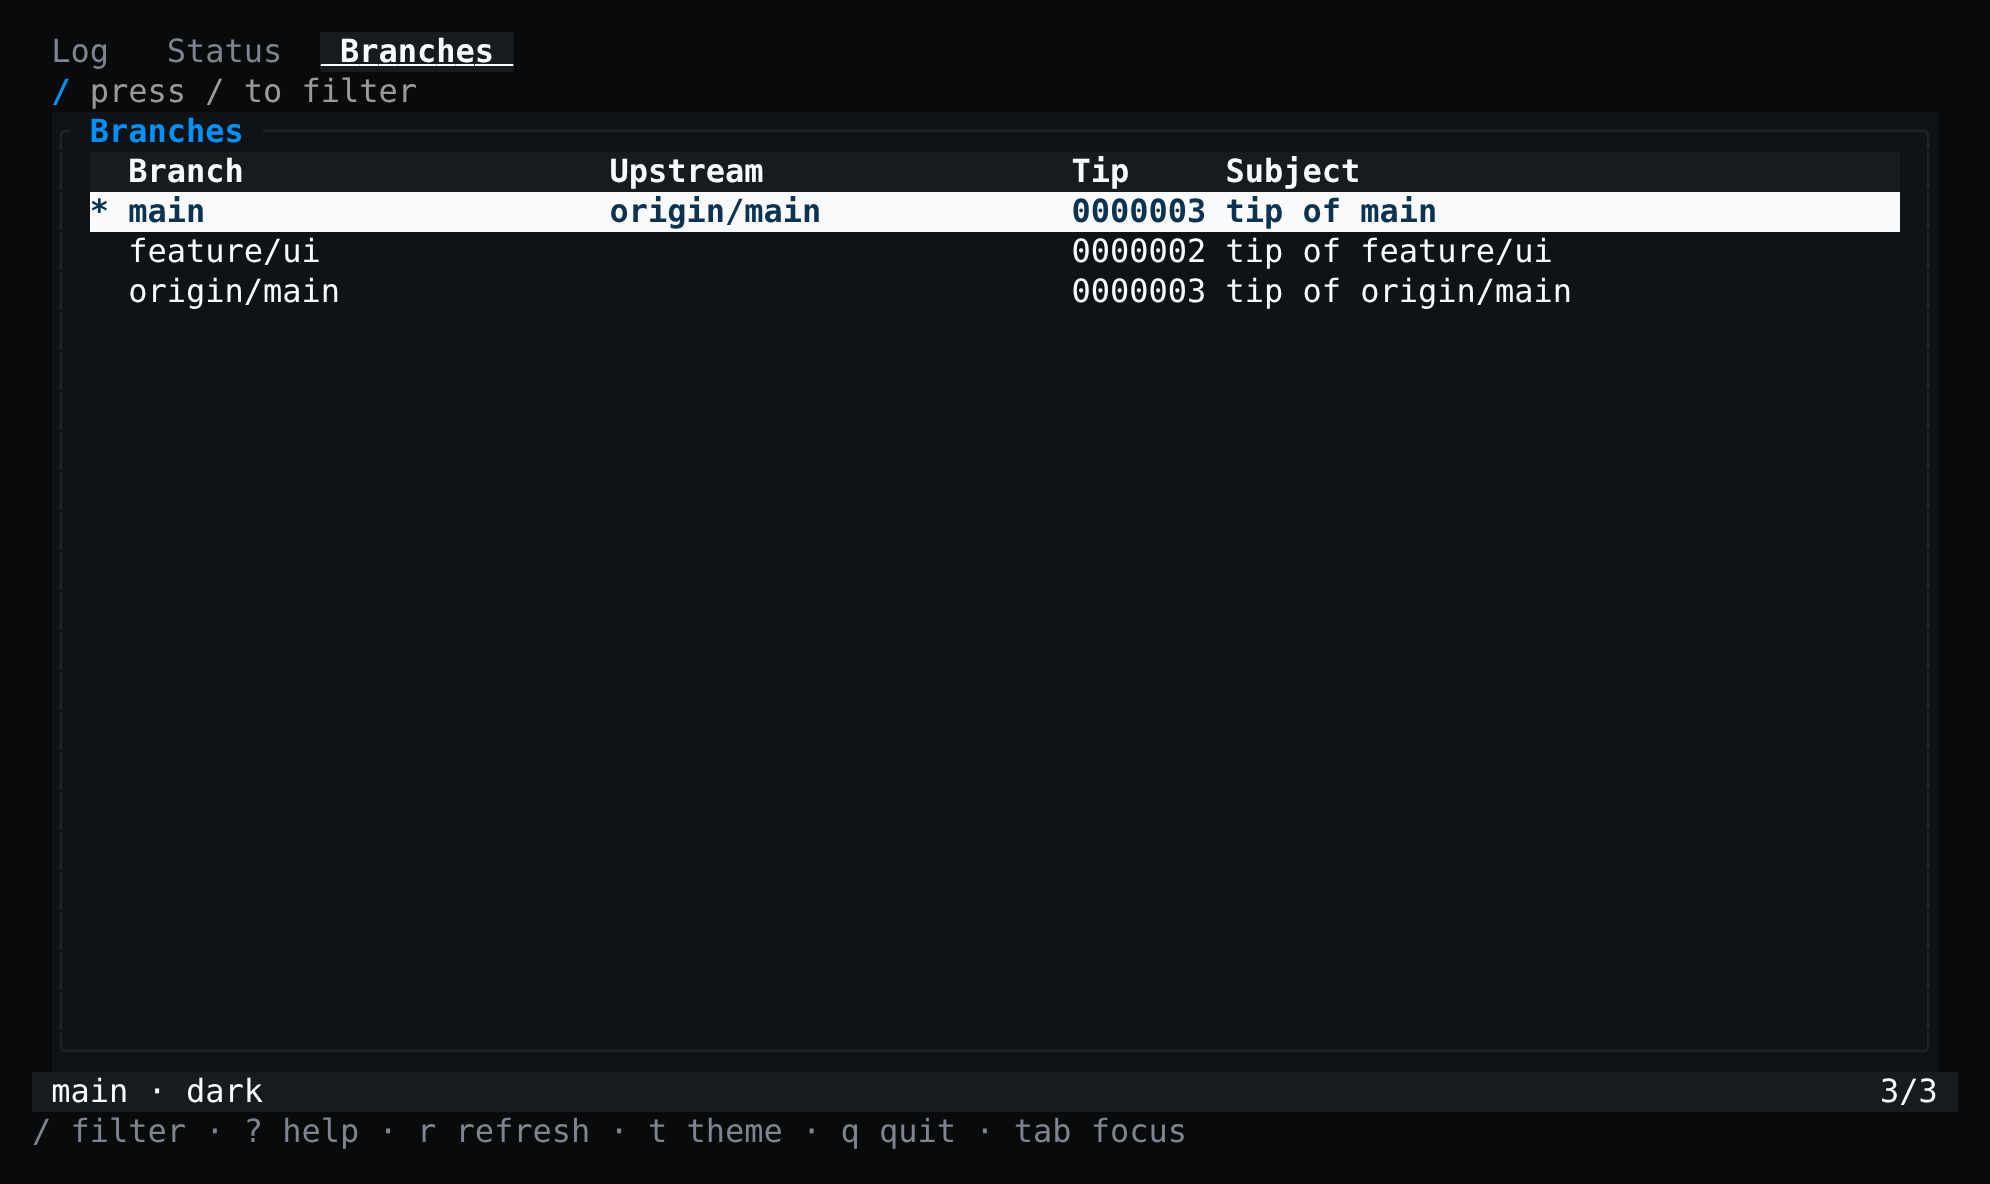 Log Status Branches
/ press / to filter
Branches
Branch Upstream Tip Subject
* main origin/main 0000003 tip of main
feature/ui 0000002 tip of feature/ui
origin/main 0000003 tip of origin/main
main · dark 3/3
/ filter · ? help · r refresh · t theme · q quit · tab focus